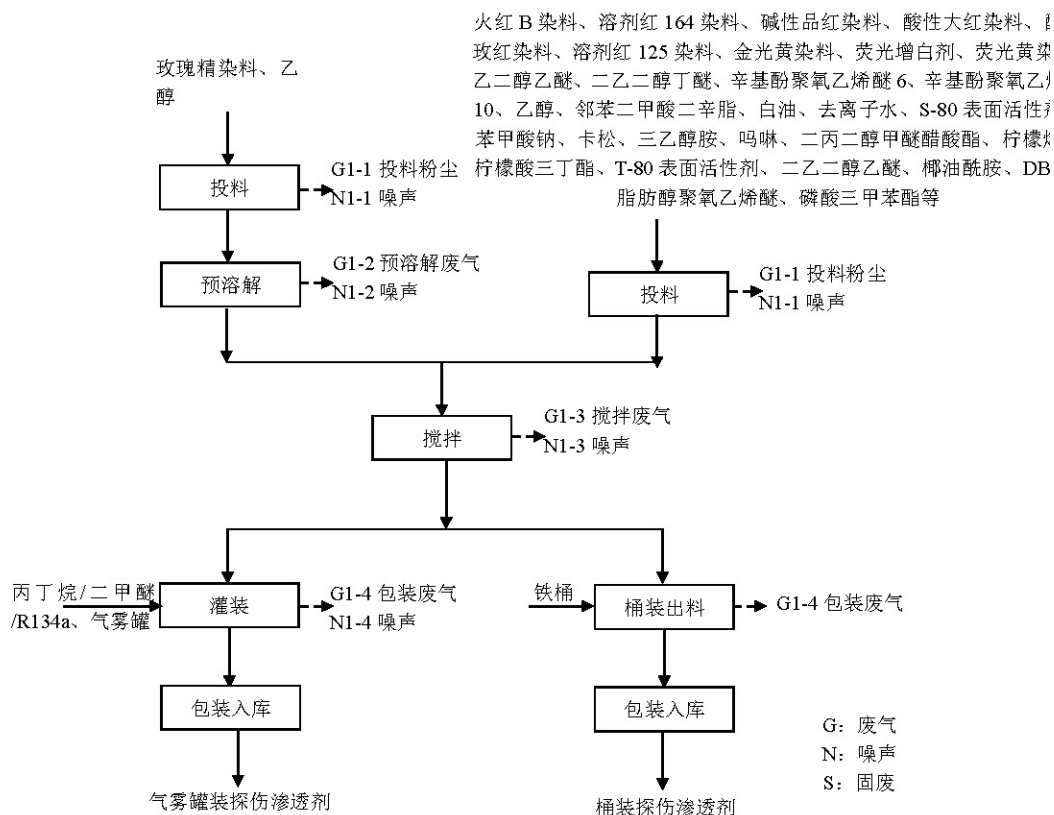 火红 B 染料、溶剂红 164 染料、碱性品红染料、酸性大红染料、
玫红染料、溶剂红 125 染料、金光黄染料、荧光增白剂、荧光黄染
乙二醇乙醚、二乙二醇丁醚、辛基酚聚氧乙烯醚 6、辛基酚聚氧乙
10、乙醇、邻苯二甲酸二辛脂、白油、去离子水、S-80 表面活性
苯甲酸钠、卡松、三乙醇胺、吗啉、二丙二醇甲醚醋酸酯、柠檬
柠檬酸三丁酯、T-80 表面活性剂、二乙二醇乙醚、椰油酰胺、DB
脂肪醇聚氧乙烯醚、磷酸三甲苯酯等
玫瑰精染料、乙
醇
投料
G1-1 投料粉尘
N1-1 噪声
预溶解
G1-2 预溶解废气
N1-2 噪声
投料
G1-1 投料粉尘
N1-1 噪声
搅拌
G1-3 搅拌废气
N1-3 噪声
丙丁烷/二甲醚
/R134a、气雾罐
灌装
G1-4 包装废气
N1-4 噪声
铁桶
桶装出料
G1-4 包装废气
包装入库
包装入库
G：废气
N：噪声
S：固废
气雾罐装探伤渗透剂
桶装探伤渗透剂